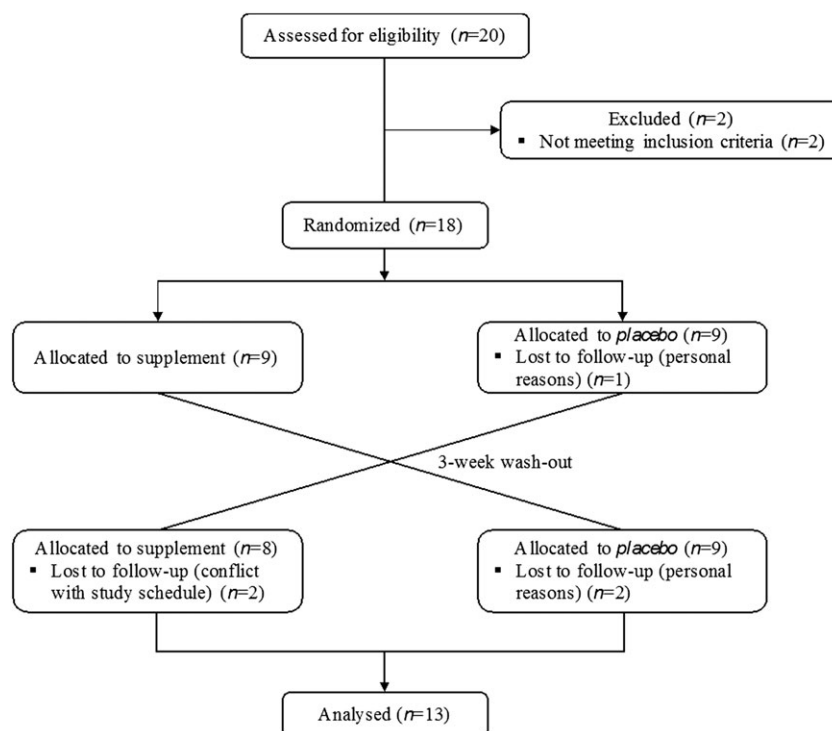 Assessed for eligibility (n=20)
Excluded (n=2)
▪ Not meeting inclusion criteria (n=2)
Randomized (n=18)
Allocated to supplement (n=9)
Allocated to placebo (n=9)
▪ Lost to follow-up (personal
reasons) (n=1)
3-week wash-out
Allocated to supplement (n=8)
▪ Lost to follow-up (conflict
with study schedule) (n=2)
Allocated to placebo (n=9)
▪ Lost to follow-up (personal
reasons) (n=2)
Analysed (n=13)